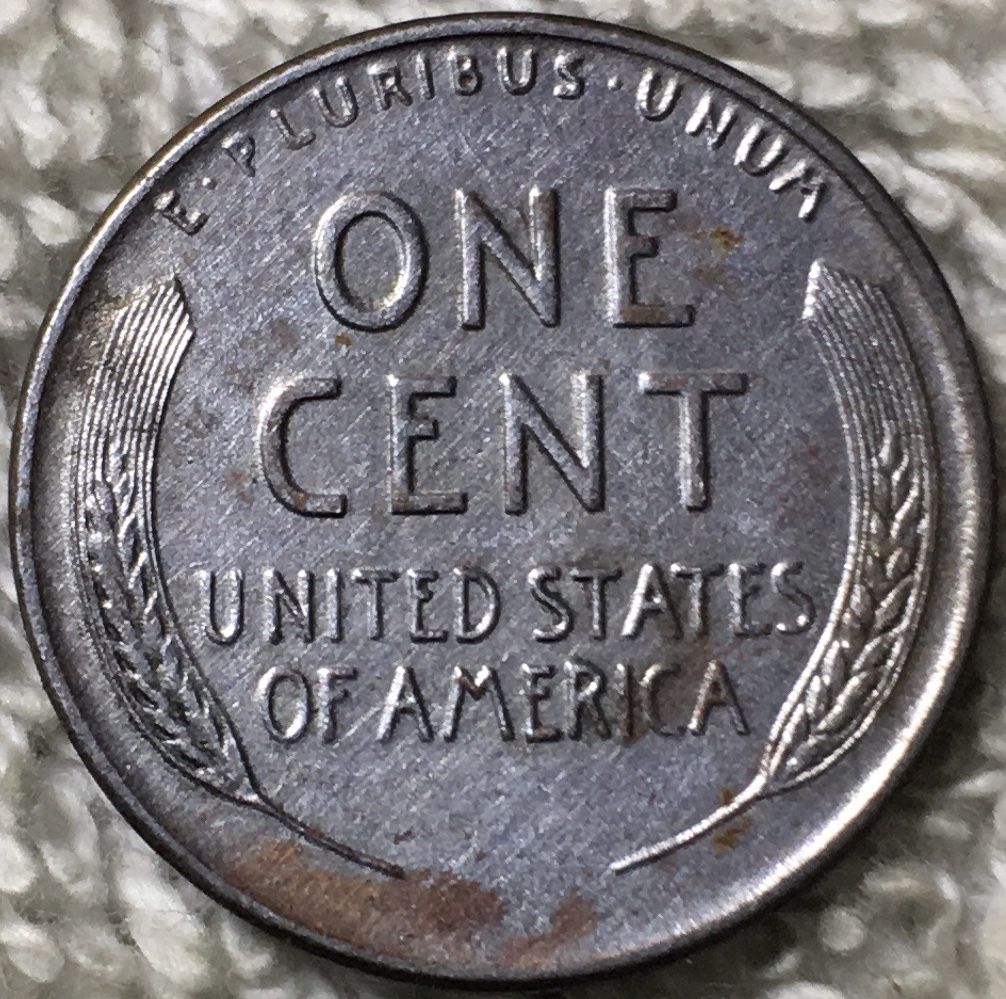 E · PLURIBUS · UNUM
ONE
CENT
UNITED STATES
OF AMERICA